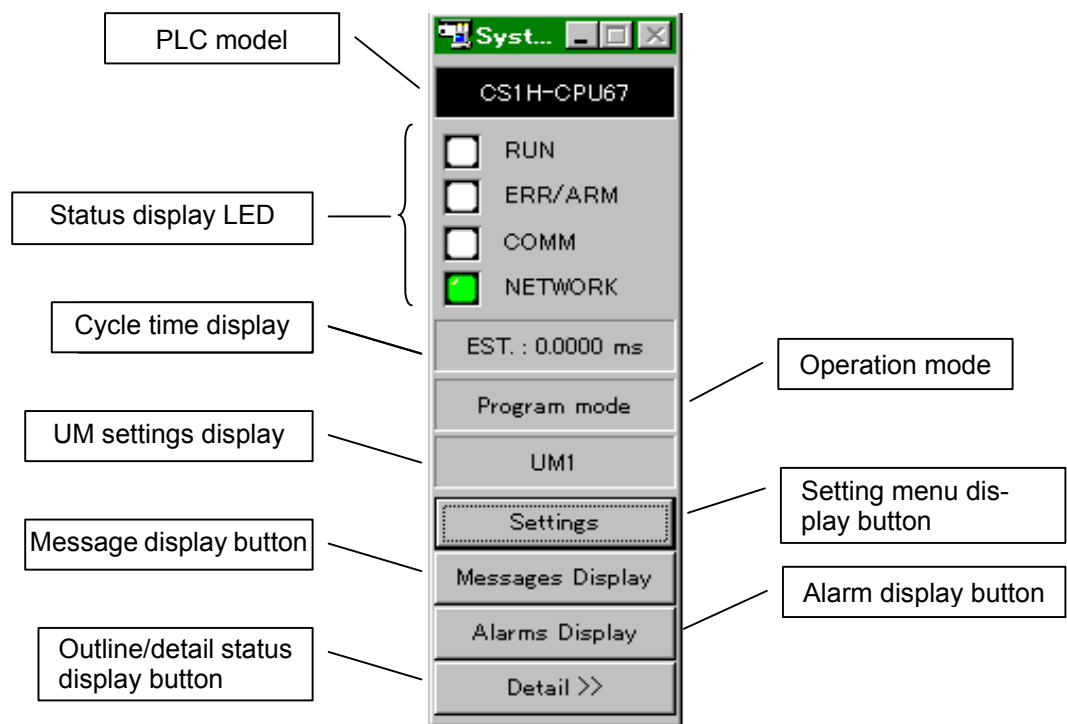 PLC model
Status display LED
Cycle time display
UM settings display
Message display button
Outline/detail status
display button
Syst...
CS1H-CPU67
RUN
ERR/ARM
COMM
NETWORK
EST. : 0.0000 ms
Program mode
UM1
Settings
Messages Display
Alarms Display
Detail >>
Operation mode
Setting menu dis-
play button
Alarm display button